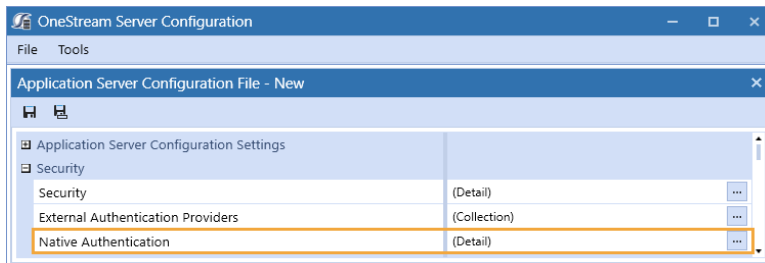 OneStream Server Configuration
File Tools
Application Server Configuration File - New
Application Server Configuration Settings
Security
Security (Detail) ...
External Authentication Providers (Collection) ...
Native Authentication (Detail) ...